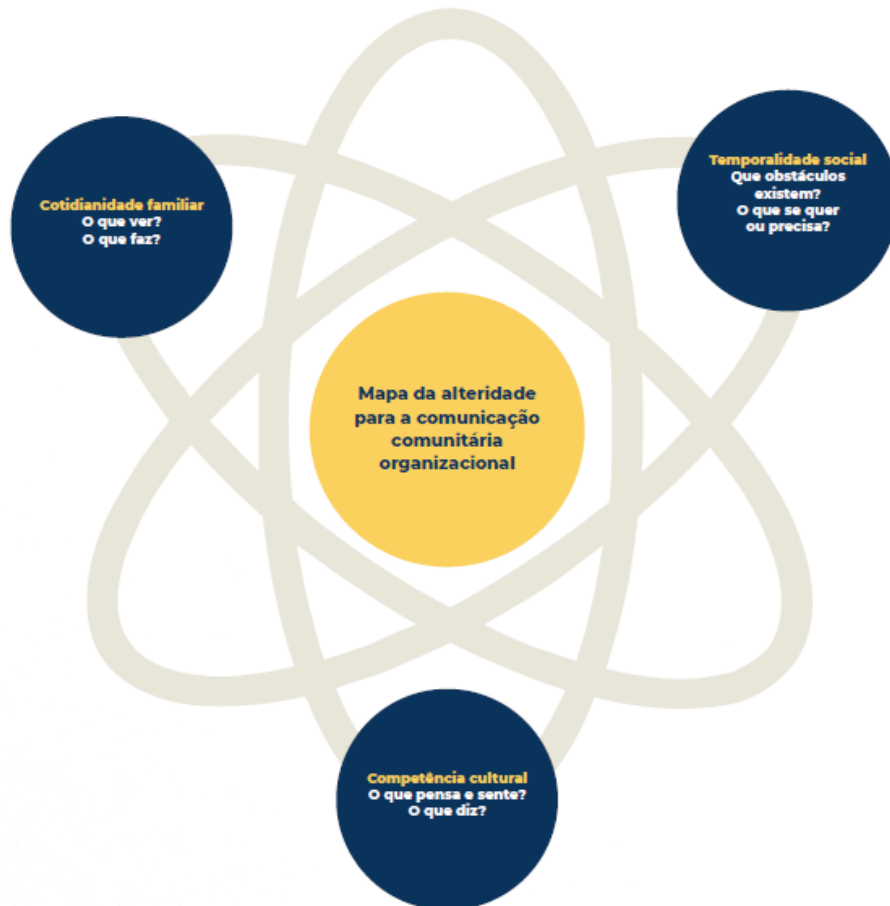 Cotidianidade familiar
O que ver?
O que faz?
Temporalidade social
Que obstáculos
existem?
O que se quer
ou precisa?
Mapa da alteridade
para a comunicação
comunitária
organizacional
Competência cultural
O que pensa e sente?
O que diz?